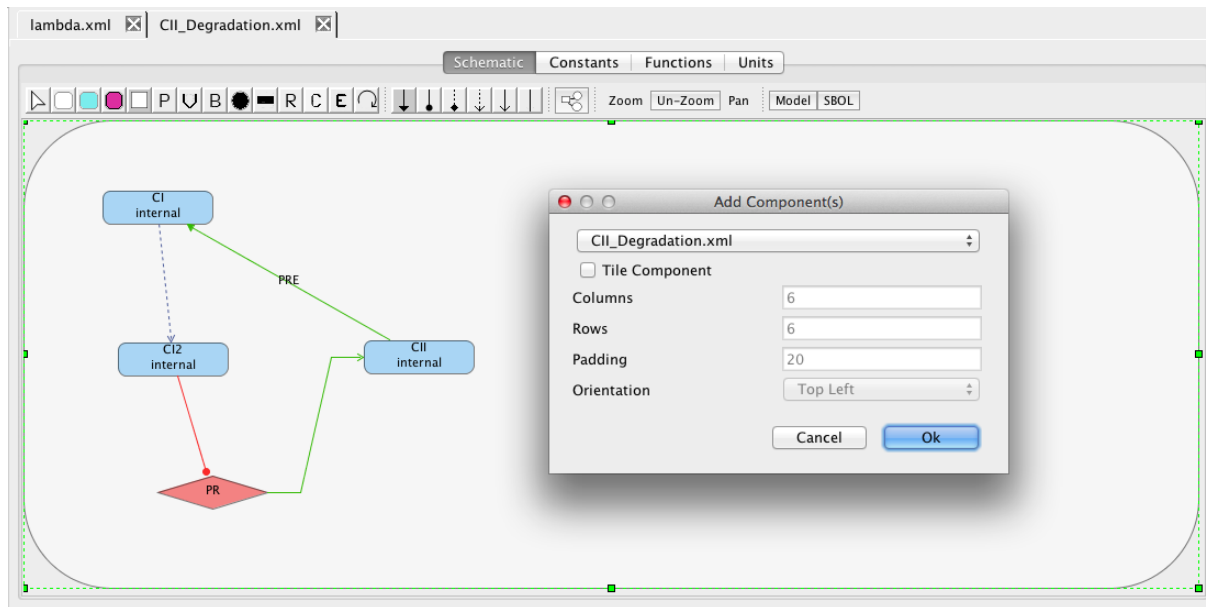 lambda.xml CII_Degradation.xml
Schematic Constants Functions Units
P V B R C E Zoom Un-Zoom Pan Model SBOL
CI
internal
PRE
CI2
internal
CII
internal
PR
Add Component(s)
CII_Degradation.xml
Tile Component
Columns 6
Rows 6
Padding 20
Orientation Top Left
Cancel Ok